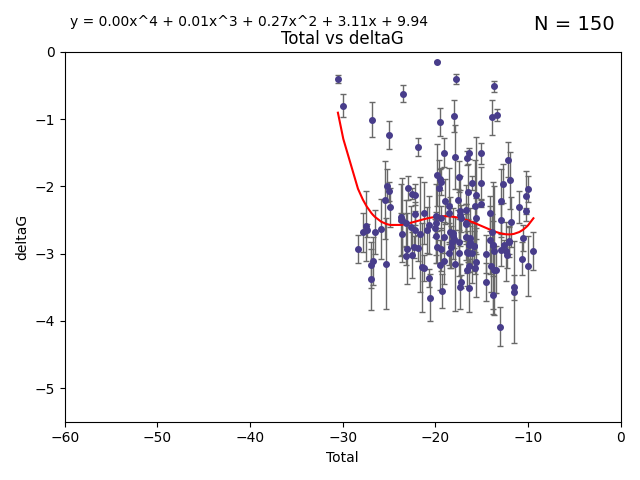 y = 0.00x^4 + 0.01x^3 + 0.27x^2 + 3.11x + 9.94
N = 150
Total vs deltaG
0
−1
−2
−3
−4
−5
deltaG
−60 −50 −40 −30 −20 −10 0
Total